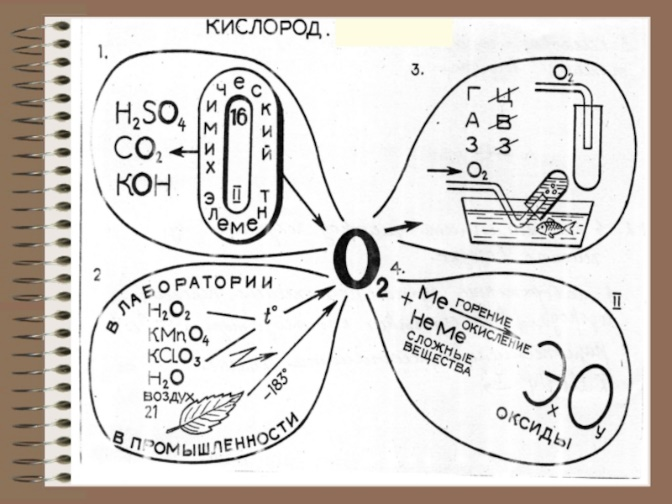 КИСЛОРОД.
1.
H₂SO₄
CO₂
KOH
химический элемент
16
II
3.
Г Ц
А В
З З
O₂
O₂
O₂
2
В ЛАБОРАТОРИИ
H₂O₂
KMnO₄
KClO₃
H₂O
ВОЗДУХ
21
t°
-183°
В ПРОМЫШЛЕННОСТИ
4.
Me
+
НеМе
СЛОЖНЫЕ
ВЕЩЕСТВА
ГОРЕНИЕ
ОКИСЛЕНИЕ
II
ЭxOy
ОКСИДЫ